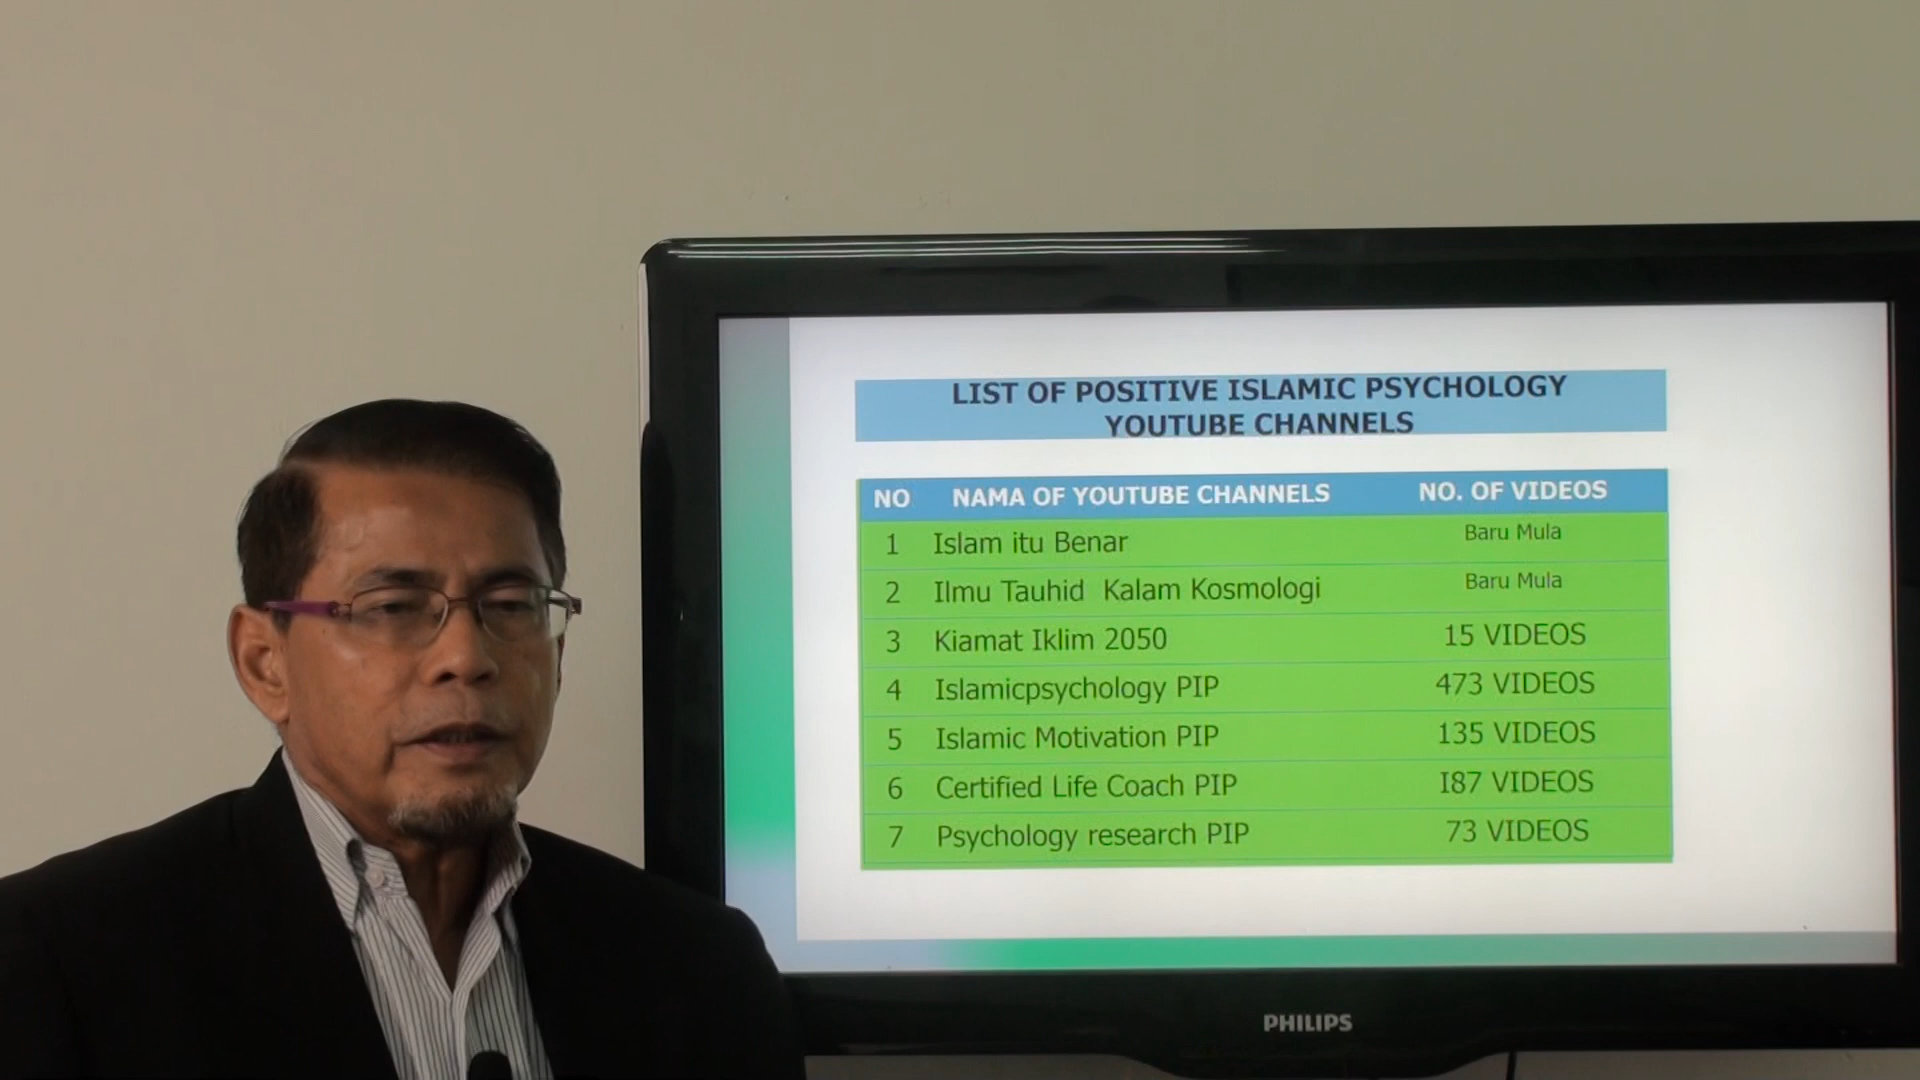 LIST OF POSITIVE ISLAMIC PSYCHOLOGY
YOUTUBE CHANNELS
NO NAMA OF YOUTUBE CHANNELS NO. OF VIDEOS
1 Islam itu Benar Baru Mula
2 Ilmu Tauhid Kalam Kosmologi Baru Mula
3 Kiamat Iklim 2050 15 VIDEOS
4 Islamicpsychology PIP 473 VIDEOS
5 Islamic Motivation PIP 135 VIDEOS
6 Certified Life Coach PIP I87 VIDEOS
7 Psychology research PIP 73 VIDEOS
PHILIPS